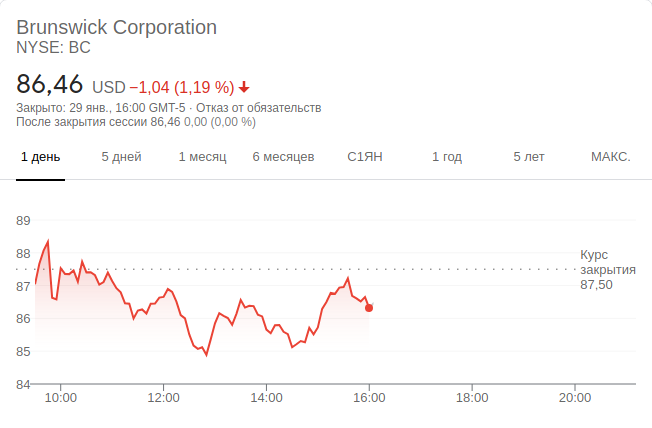 Brunswick Corporation
NYSE: BC
86,46 USD −1,04 (1,19 %)
Закрыто: 29 янв., 16:00 GMT-5 · Отказ от обязательств
После закрытия сессии 86,46 0,00 (0,00 %)
1 день 5 дней 1 месяц 6 месяцев С1ЯН 1 год 5 лет МАКС.
89
88
87
86
85
84
Курс
закрытия
87,50
10:00 12:00 14:00 16:00 18:00 20:00